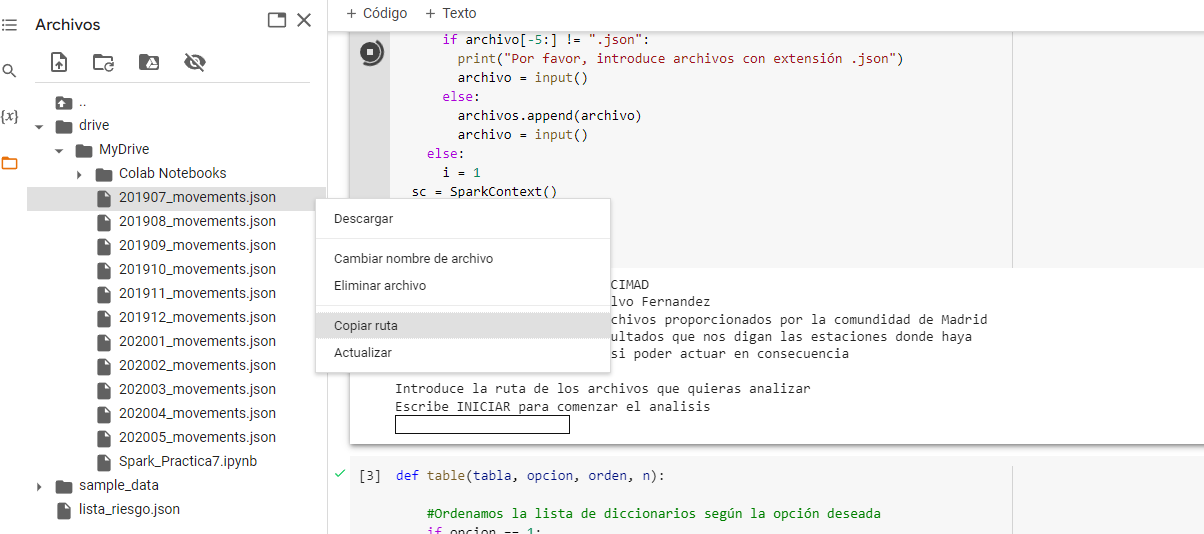 Archivos
..
drive
MyDrive
Colab Notebooks
201907_movements.json
201908_movements.json
201909_movements.json
201910_movements.json
201911_movements.json
201912_movements.json
202001_movements.json
202002_movements.json
202003_movements.json
202004_movements.json
202005_movements.json
Spark_Practica7.ipynb
sample_data
lista_riesgo.json
{x}
+ Código + Texto
if archivo[-5:] != ".json":
print("Por favor, introduce archivos con extensión .json")
archivo = input()
else:
archivos.append(archivo)
archivo = input()
else:
i = 1
sc = SparkContext()
Descargar
Cambiar nombre de archivo
Eliminar archivo
Copiar ruta
Actualizar
CIMAD
lvo Fernandez
chivos proporcionados por la comundidad de Madrid
ultados que nos digan las estaciones donde haya
si poder actuar en consecuencia
Introduce la ruta de los archivos que quieras analizar
Escribe INICIAR para comenzar el analisis
[3] def table(tabla, opcion, orden, n):
#Ordenamos la lista de diccionarios según la opción deseada
if opcion == 1: